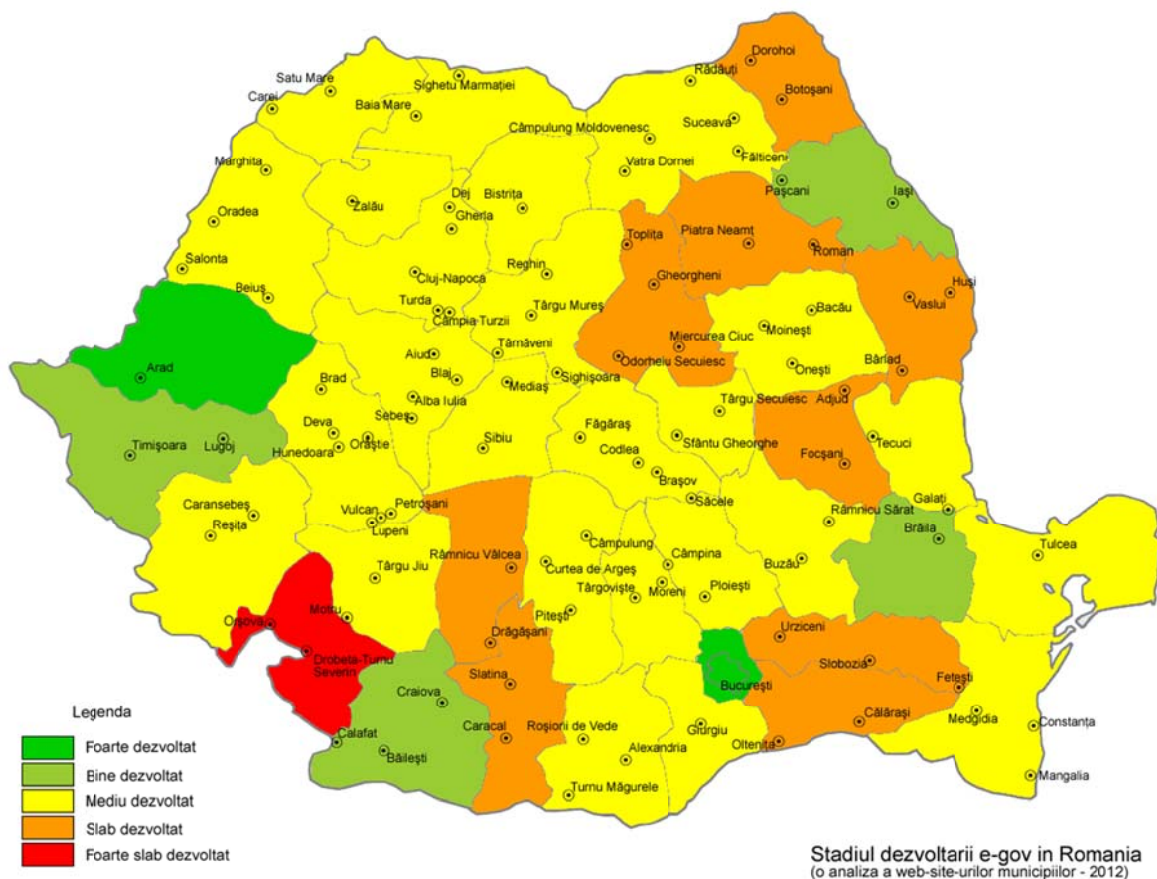 Dorohoi
Rădăuți
Sighetu Marmației
Satu Mare
Botoșani
Carei
Baia Mare
Suceava
Câmpulung Moldovenesc
Fălticeni
Marghita
Vatra Dornei
Pașcani
Iași
Dej
Bistrița
Zalău
Gherla
Oradea
Toplița
Piatra Neamț
Roman
Salonta
Cluj-Napoca
Reghin
Gheorgheni
Huși
Beiuș
Vaslui
Turda
Târgu Mureș
Bacău
Câmpia Turzii
Moinești
Miercurea Ciuc
Aiud
Târnăveni
Odorheiu Secuiesc
Onești
Bârlad
Arad
Blaj
Sighișoara
Brad
Mediaș
Adjud
Alba Iulia
Târgu Secuiesc
Sebeș
Făgăraș
Deva
Timișoara
Lugoj
Orăștie
Sibiu
Sfântu Gheorghe
Tecuci
Hunedoara
Codlea
Focșani
Brașov
Săcele
Caransebeș
Petroșani
Galați
Vulcan
Râmnicu Sărat
Reșița
Lupeni
Brăila
Câmpulung
Tulcea
Râmnicu Vâlcea
Curtea de Argeș
Câmpina
Buzău
Târgu Jiu
Târgoviște
Moreni
Ploiești
Pitești
Motru
Orșova
Drăgășani
Urziceni
Drobeta-Turnu
Severin
Slobozia
Slatina
București
Fetești
Craiova
Medgidia
Legenda
Caracal
Roșiorii de Vede
Giurgiu
Călărași
Constanța
Calafat
Oltenița
Foarte dezvoltat
Băilești
Alexandria
Bine dezvoltat
Mangalia
Turnu Măgurele
Mediu dezvoltat
Slab dezvoltat
Foarte slab dezvoltat
Stadiul dezvoltarii e-gov in Romania
(o analiza a web-site-urilor municipiilor - 2012)